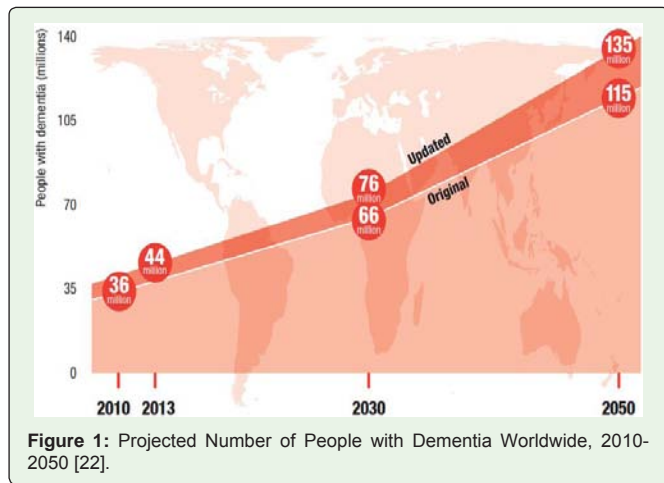 People with dementia (millions)
140
105
70
35
0
36
million
44
million
76
million
66
million
135
million
115
million
Updated
Original
2010 2013 2030 2050
Figure 1: Projected Number of People with Dementia Worldwide, 2010-
2050 [22].